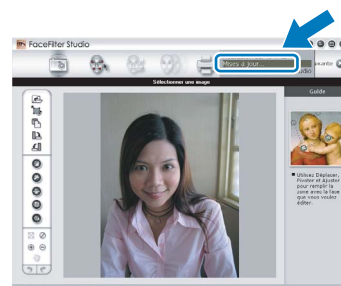 FaceFilter Studio
Mises à jour...
Sélectionner une image
Guide
Utilisez Déplacer,
Pivoter et Ajuster
pour remplir la
zone avec la face
que vous voulez
éditer.